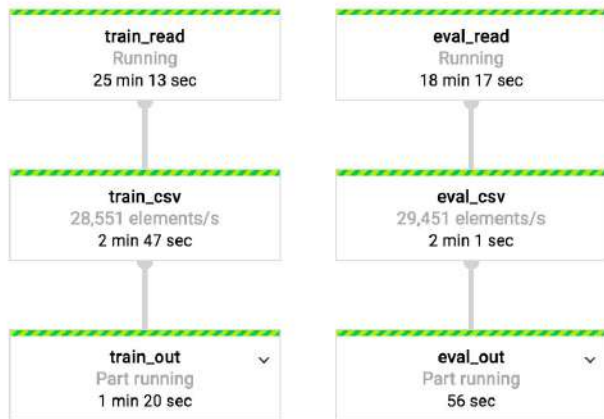 train_read
Running
25 min 13 sec
eval_read
Running
18 min 17 sec
train_csv
28,551 elements/s
2 min 47 sec
eval_csv
29,451 elements/s
2 min 1 sec
train_out
Part running
1 min 20 sec
eval_out
Part running
56 sec